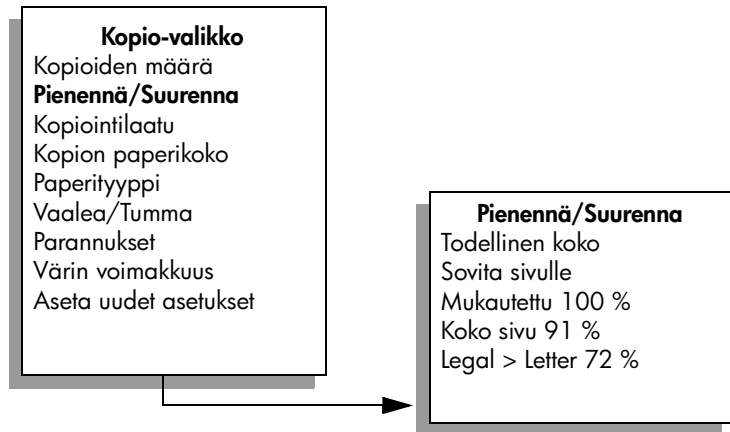 Kopio-valikko
Kopioiden määrä
Pienennä/Suurenna
Kopiointilaatu
Kopion paperikoko
Paperityyppi
Vaalea/Tumma
Parannukset
Värin voimakkuus
Aseta uudet asetukset
Pienennä/Suurenna
Todellinen koko
Sovita sivulle
Mukautettu 100 %
Koko sivu 91 %
Legal > Letter 72 %